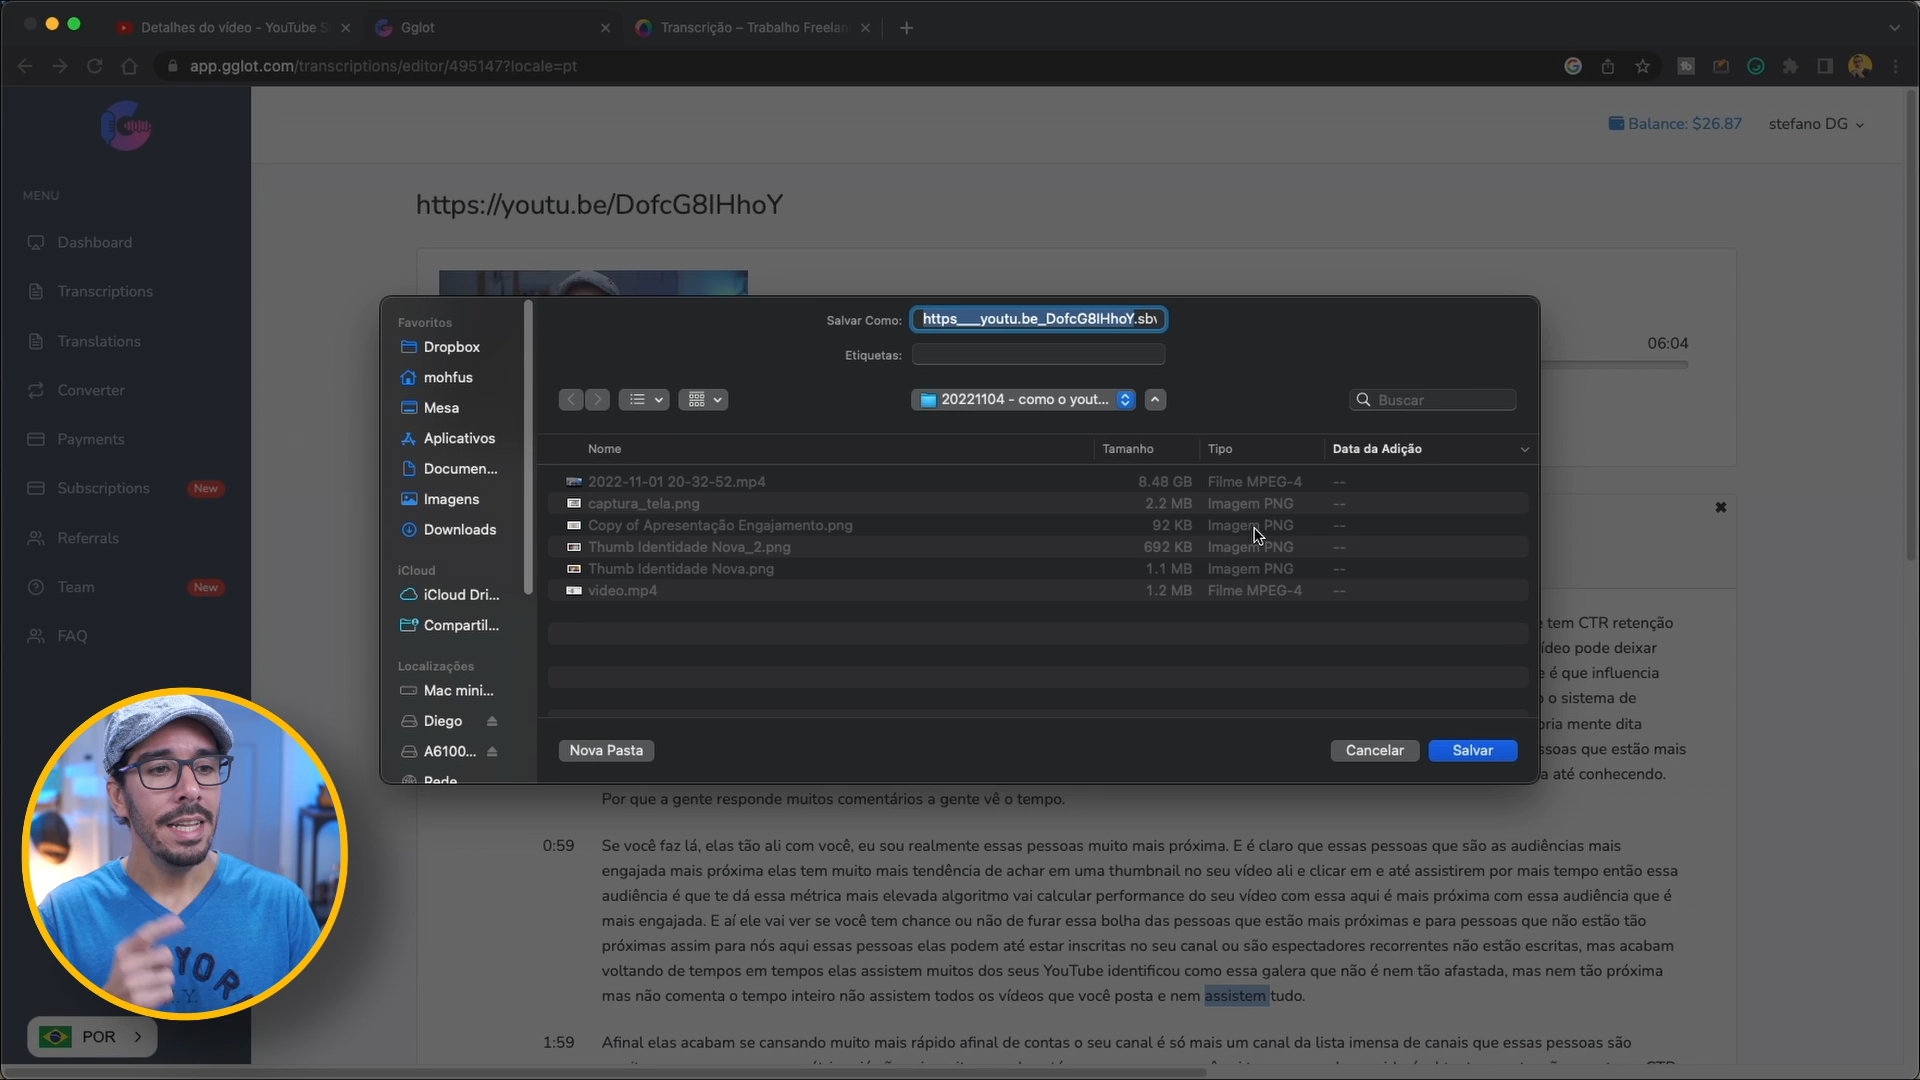 Detalhes do vídeo - YouTube S
Gglot
Transcrição – Trabalho Freelan
app.gglot.com/transcriptions/editor/495147?locale=pt
Balance: $26.87
stefano DG
MENU
Dashboard
Transcriptions
Translations
Converter
Payments
Subscriptions
New
Referrals
Team
New
FAQ
POR
https://youtu.be/DofcG8IHhoY
06:04
Favoritos
Dropbox
mohfus
Mesa
Aplicativos
Documen...
Imagens
Downloads
iCloud
iCloud Dri...
Compartil...
Localizações
Mac mini...
Diego
A6100...
Rede
Salvar Como:
https___youtu.be_DofcG8IHhoY.sbv
Etiquetas:
20221104 - como o yout...
Buscar
Nome
Tamanho
Tipo
Data da Adição
2022-11-01 20-32-52.mp4 8.48 GB Filme MPEG-4 --
captura_tela.png 2.2 MB Imagem PNG --
Copy of Apresentação Engajamento.png 92 KB Imagem PNG --
Thumb Identidade Nova_2.png 692 KB Imagem PNG --
Thumb Identidade Nova.png 1.1 MB Imagem PNG --
video.mp4 1.2 MB Filme MPEG-4 --
Nova Pasta
Cancelar
Salvar
e tem CTR retenção
ídeo pode deixar
e é que influencia
o o sistema de
oria mente dita
ssoas que estão mais
a até conhecendo.
Por que a gente responde muitos comentários a gente vê o tempo.
0:59
Se você faz lá, elas tão ali com você, eu sou realmente essas pessoas muito mais próxima. E é claro que essas pessoas que são as audiências mais
engajada mais próxima elas tem muito mais tendência de achar em uma thumbnail no seu vídeo ali e clicar em e até assistirem por mais tempo então essa
audiência é que te dá essa métrica mais elevada algoritmo vai calcular performance do seu vídeo com essa aqui é mais próxima com essa audiência que é
mais engajada. E aí ele vai ver se você tem chance ou não de furar essa bolha das pessoas que estão mais próximas e para pessoas que não estão tão
próximas assim para nós aqui essas pessoas elas podem até estar inscritas no seu canal ou são espectadores recorrentes não estão escritas, mas acabam
voltando de tempos em tempos elas assistem muitos dos seus YouTube identificou como essa galera que não é nem tão afastada, mas nem tão próxima
mas não comenta o tempo inteiro não assistem todos os vídeos que você posta e nem assistem tudo.
1:59
Afinal elas acabam se cansando muito mais rápido afinal de contas o seu canal é só mais um canal da lista imensa de canais que essas pessoas são